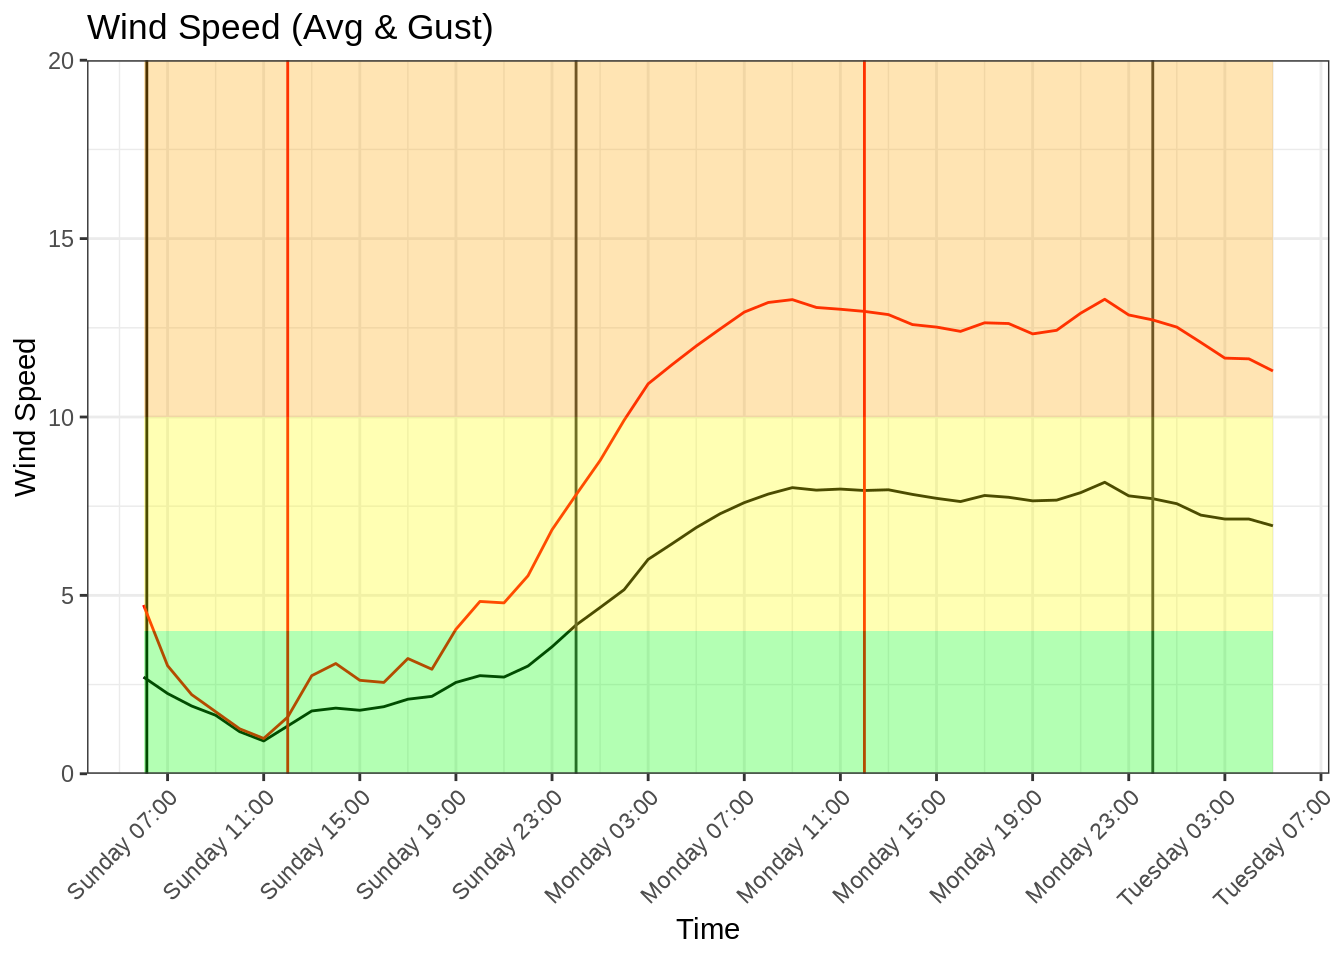 Wind Speed (Avg & Gust)
20
15
10
5
0
Wind Speed
Sunday 07:00
Sunday 11:00
Sunday 15:00
Sunday 19:00
Sunday 23:00
Monday 03:00
Monday 07:00
Monday 11:00
Monday 15:00
Monday 19:00
Monday 23:00
Tuesday 03:00
Tuesday 07:00
Time